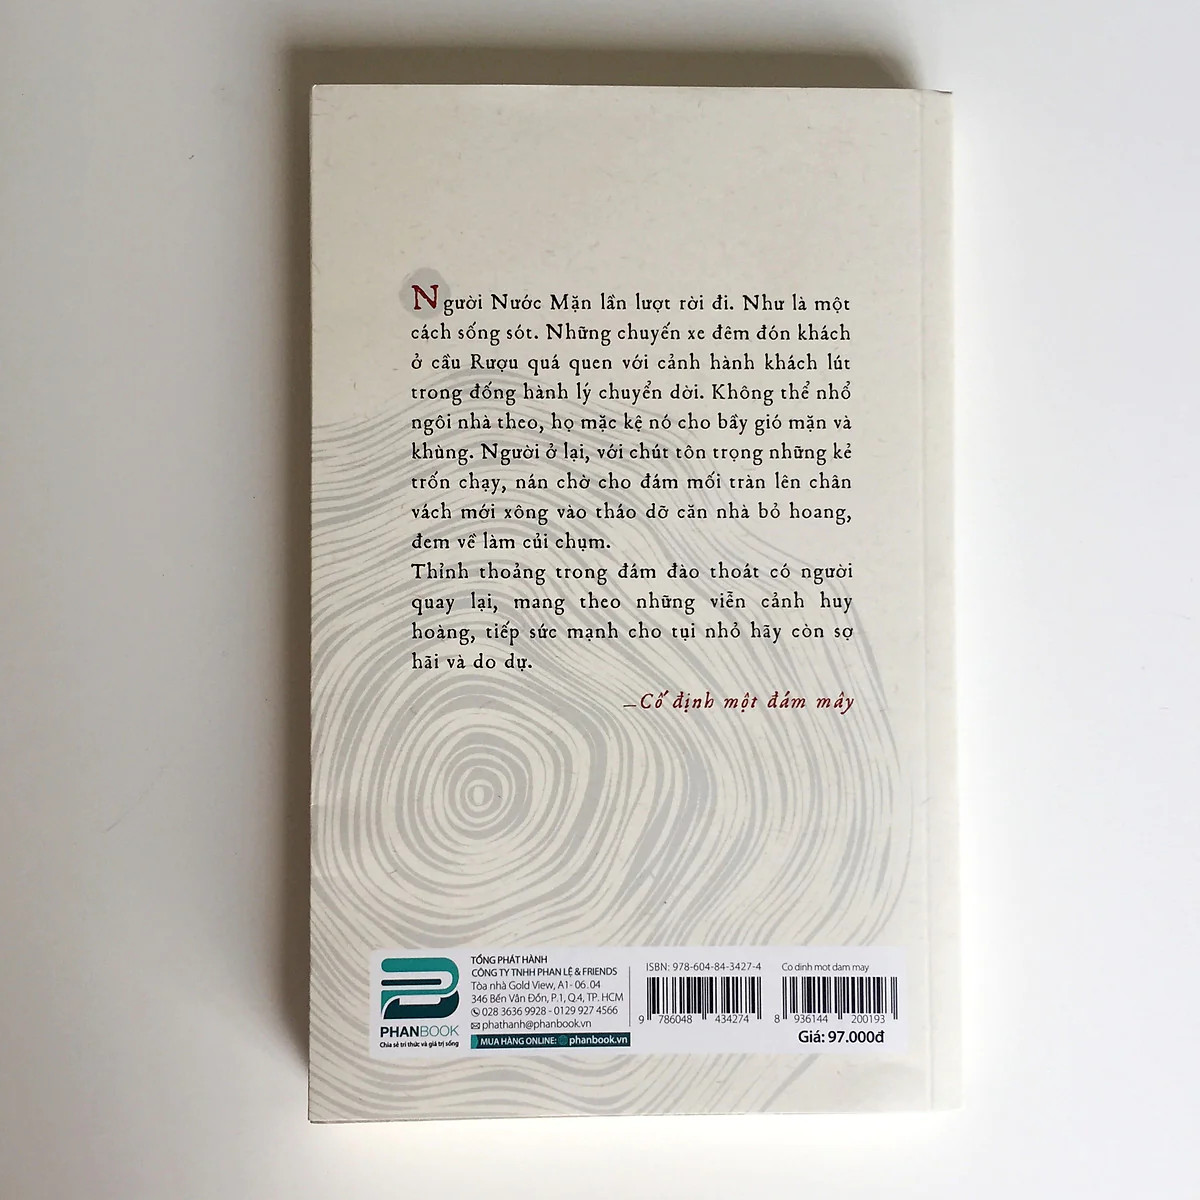 Người Nước Mặn lần lượt rời đi. Như là một
cách sống sót. Những chuyến xe đêm đón khách
ở cầu Rượu quá quen với cảnh hành khách lút
trong đống hành lý chuyển dời. Không thể nhổ
ngôi nhà theo, họ mặc kệ nó cho bầy gió mặn và
khùng. Người ở lại, với chút tôn trọng những kẻ
trốn chạy, nán chờ cho đám mối tràn lên chân
vách mới xông vào tháo dỡ căn nhà bỏ hoang,
đem về làm củi chụm.
Thỉnh thoảng trong đám đào thoát có người
quay lại, mang theo những viễn cảnh huy
hoàng, tiếp sức mạnh cho tụi nhỏ hãy còn sợ
hãi và do dự.
_Cố định một đám mây
PHANBOOK
Chia sẻ tri thức và giá trị sống
TỔNG PHÁT HÀNH
CÔNG TY TNHH PHAN LỆ & FRIENDS
Tòa nhà Gold View, A1- 06. 04
346 Bến Vân Đồn, P.1, Q.4, TP. HCM
028 3636 9928 - 0129 927 4566
phathanh@phanbook.vn
MUA HÀNG ONLINE: phanbook.vn
ISBN: 978-604-84-3427-4
9 786048 434274
Co dinh mot dam may
8 936144 200193
Giá: 97.000đ